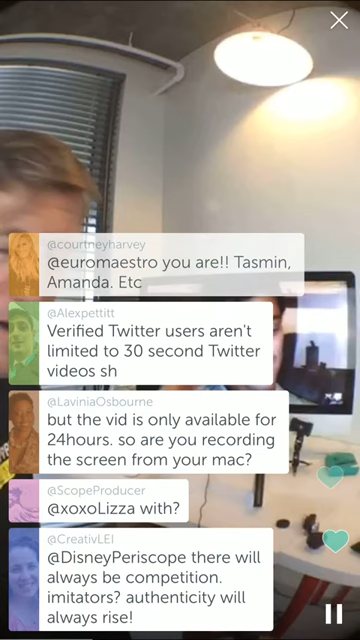 @courtneyharvey
@euromaestro you are!! Tasmin,
Amanda. Etc
@Alexpettitt
Verified Twitter users aren't
limited to 30 second Twitter
videos sh
@LaviniaOsbourne
but the vid is only available for
24hours. so are you recording
the screen from your mac?
@ScopeProducer
@xoxoLizza with?
@CreativLEI
@DisneyPeriscope there will
always be competition.
imitators? authenticity will
always rise!